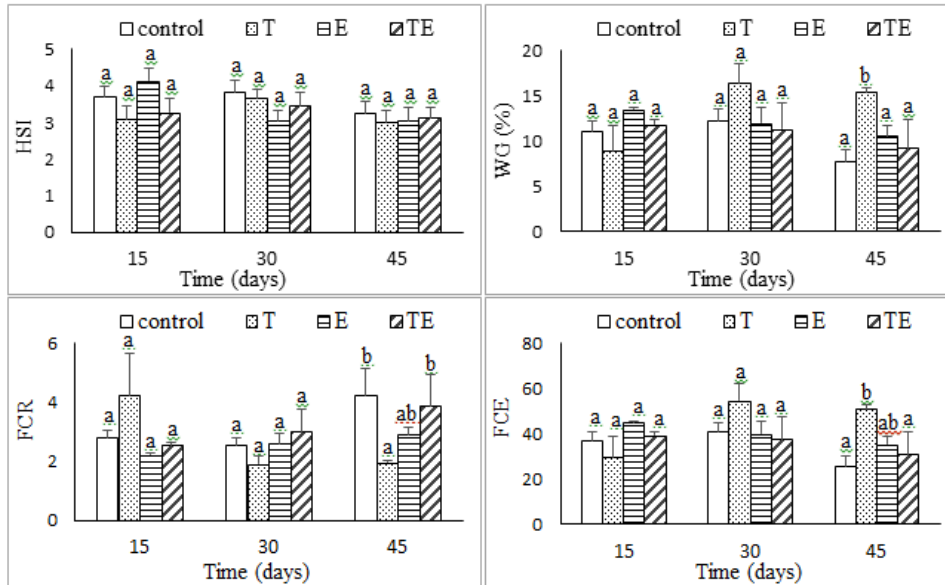 control T E TE
5
4
3
2
1
0
HSI
a a a a
a a a a
a a a a
15 30 45
Time (days)
control T E TE
20
15
10
5
0
WG (%)
a a a a
a a a a
a b a a
15 30 45
Time (days)
control T E TE
6
4
2
0
FCR
a a a a
a a a a
b a ab b
15 30 45
Time (days)
control T E TE
80
60
40
20
0
FCE
a a a a
a a a a
a b ab a
15 30 45
Time (days)